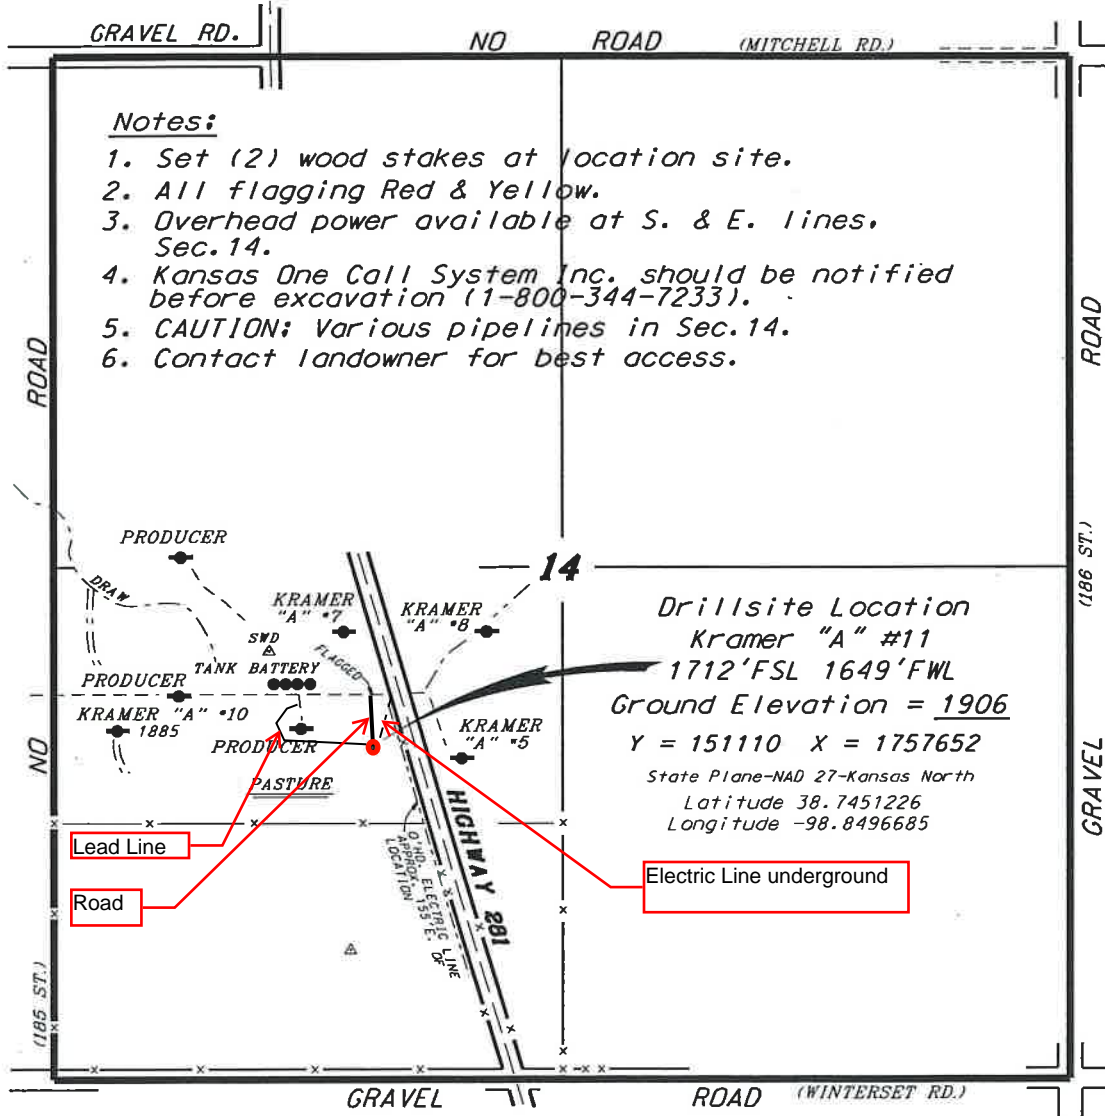 GRAVEL RD.
NO ROAD (MITCHELL RD.)
Notes:
1. Set (2) wood stakes at location site.
2. All flagging Red & Yellow.
3. Overhead power available at S. & E. lines,
Sec. 14.
4. Kansas One Call System Inc. should be notified
before excavation (1-800-344-7233).
5. CAUTION: Various pipelines in Sec. 14.
6. Contact landowner for best access.
ROAD
NO
(185 ST.)
ROAD
(186 ST.)
GRAVEL
PRODUCER
DRAW
KRAMER
"A" #7
KRAMER
"A" #8
14
SWD
FLAGGED
TANK BATTERY
PRODUCER
KRAMER "A" #10
1885
PRODUCER
KRAMER
"A" #5
PASTURE
Drillsite Location
Kramer "A" #11
1712'FSL 1649'FWL
Ground Elevation = 1906
Y = 151110 X = 1757652
State Plane-NAD 27-Kansas North
Latitude 38.7451226
Longitude -98.8496685
HIGHWAY 281
O'HD. ELECTRIC LINE
APPROX. 155'E. OF
LOCATION
Lead Line
Road
Electric Line underground
GRAVEL ROAD (WINTERSET RD.)